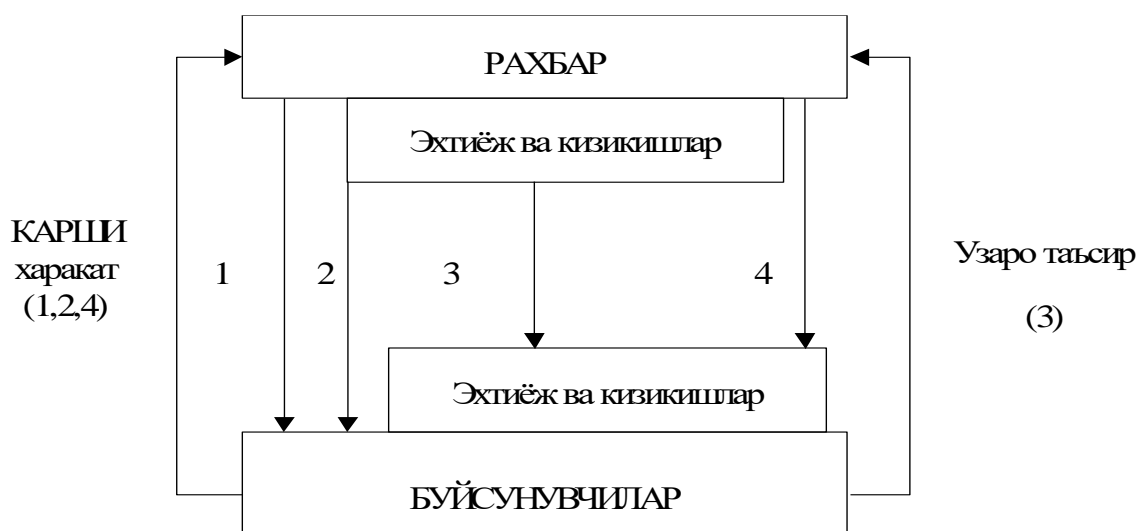 РАХБАР
Эхтиёж ва кизикишлар
КАРШИ
харакат
(1,2,4)
1
2
3
4
Узаро таъсир
(3)
Эхтиёж ва кизикишлар
БУЙСУНУВЧИЛАР